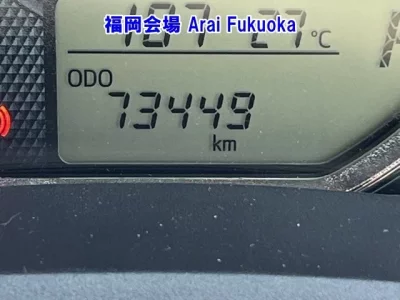 福岡会場 Arai Fukuoka
27°C
ODO
73449
km